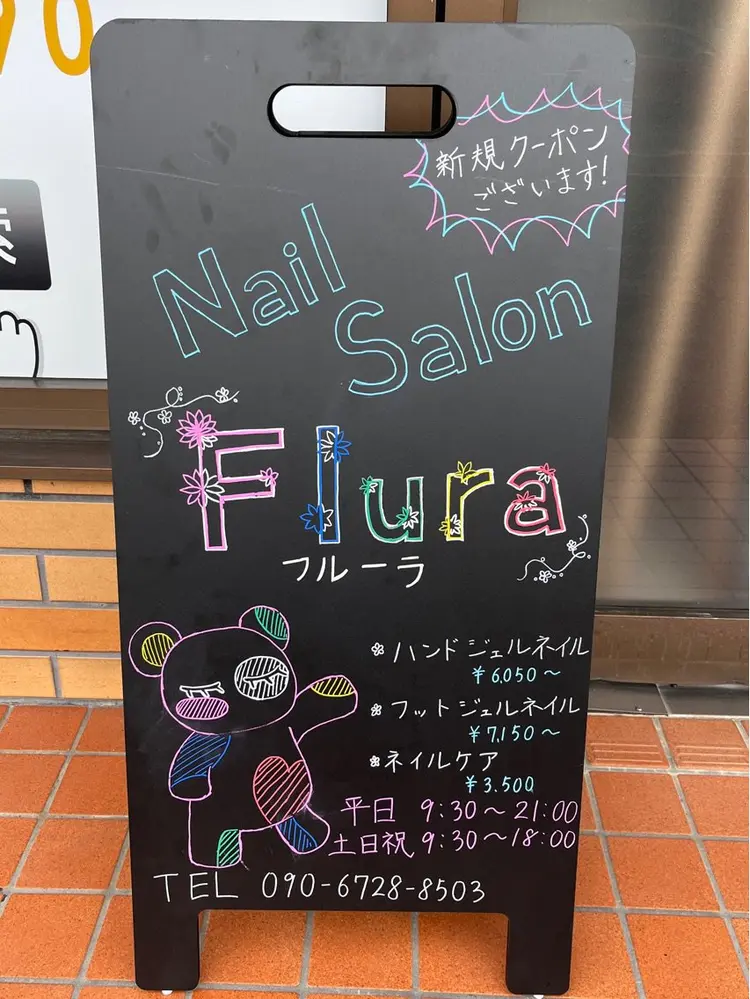 90
索
新規クーポン
ございます!
Nail
Salon
Flura
フルーラ
ハンドジェルネイル
¥6,050〜
フットジェルネイル
¥7,150〜
ネイルケア
¥3.500
平日 9:30〜21:00
土日祝 9:30〜18:00
TEL 090-6728-8503